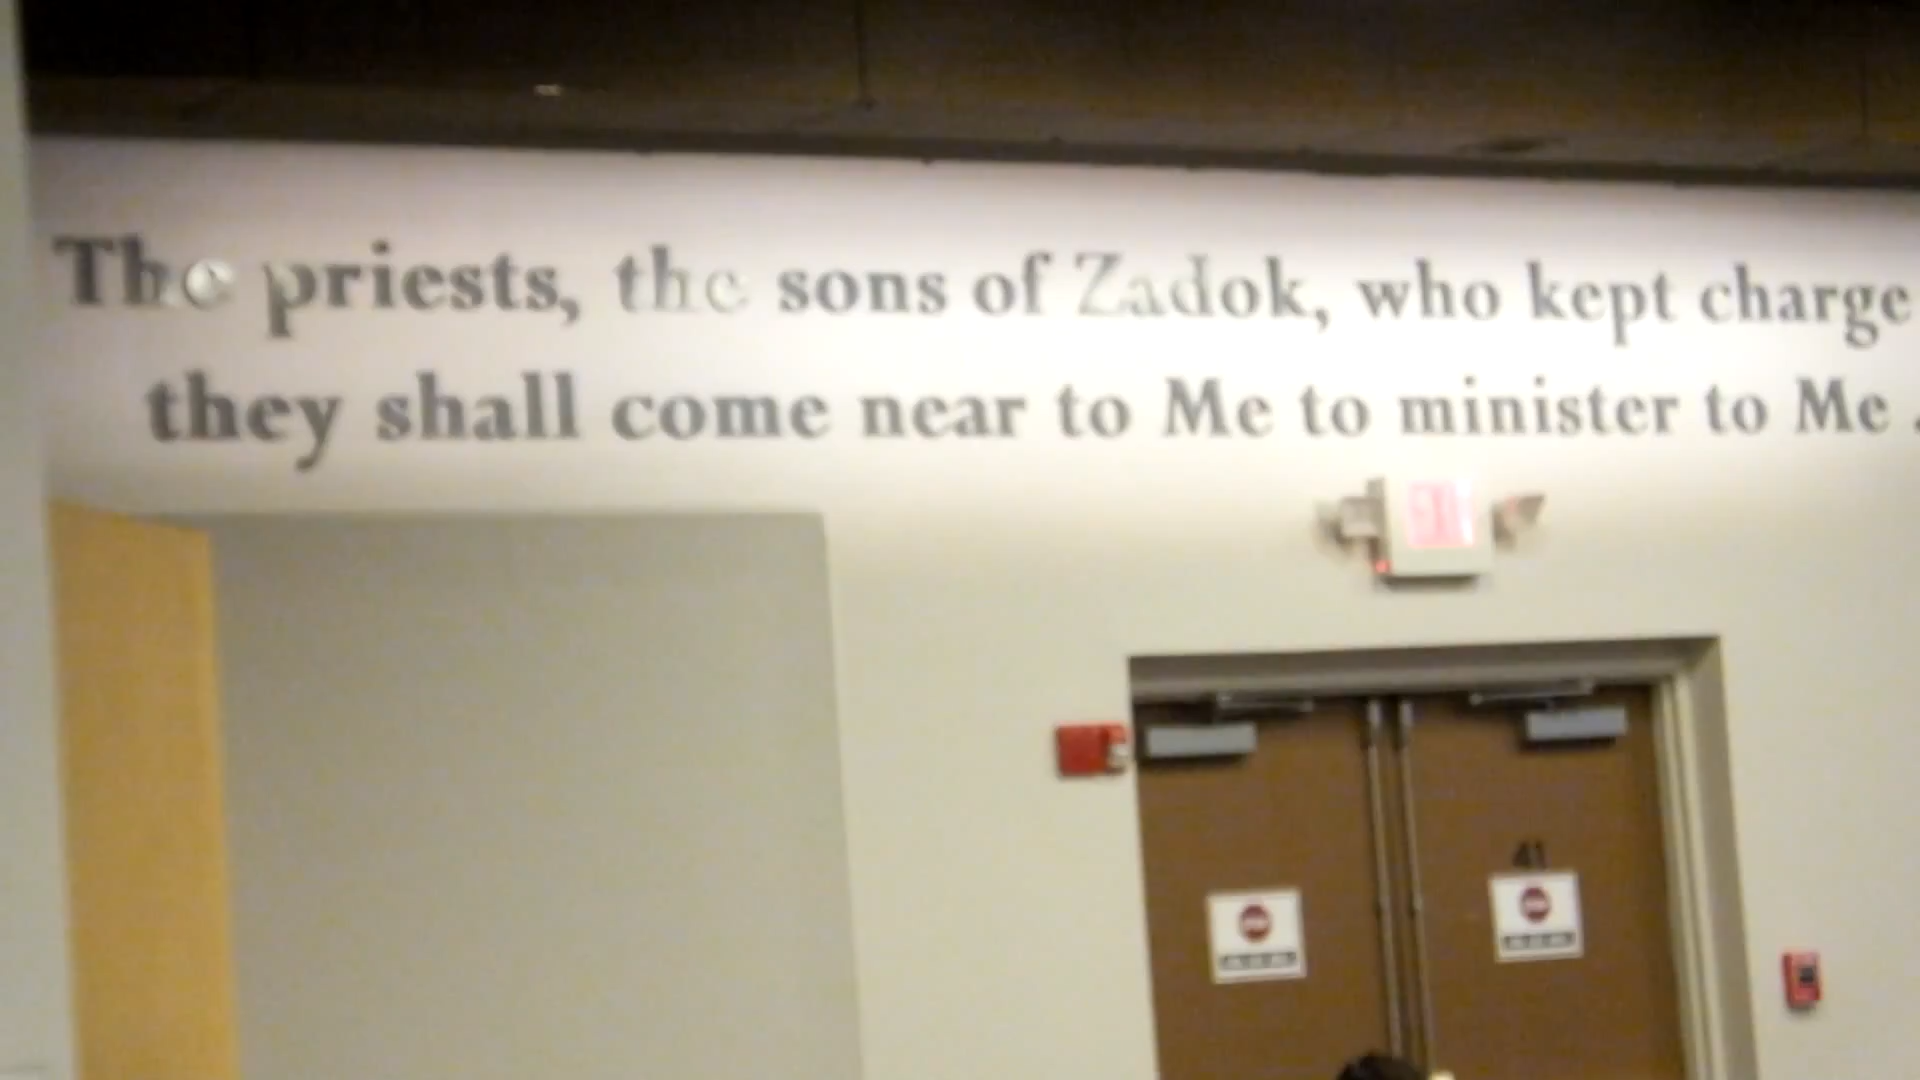 The priests, the sons of Zadok, who kept charge
they shall come near to Me to minister to Me
41